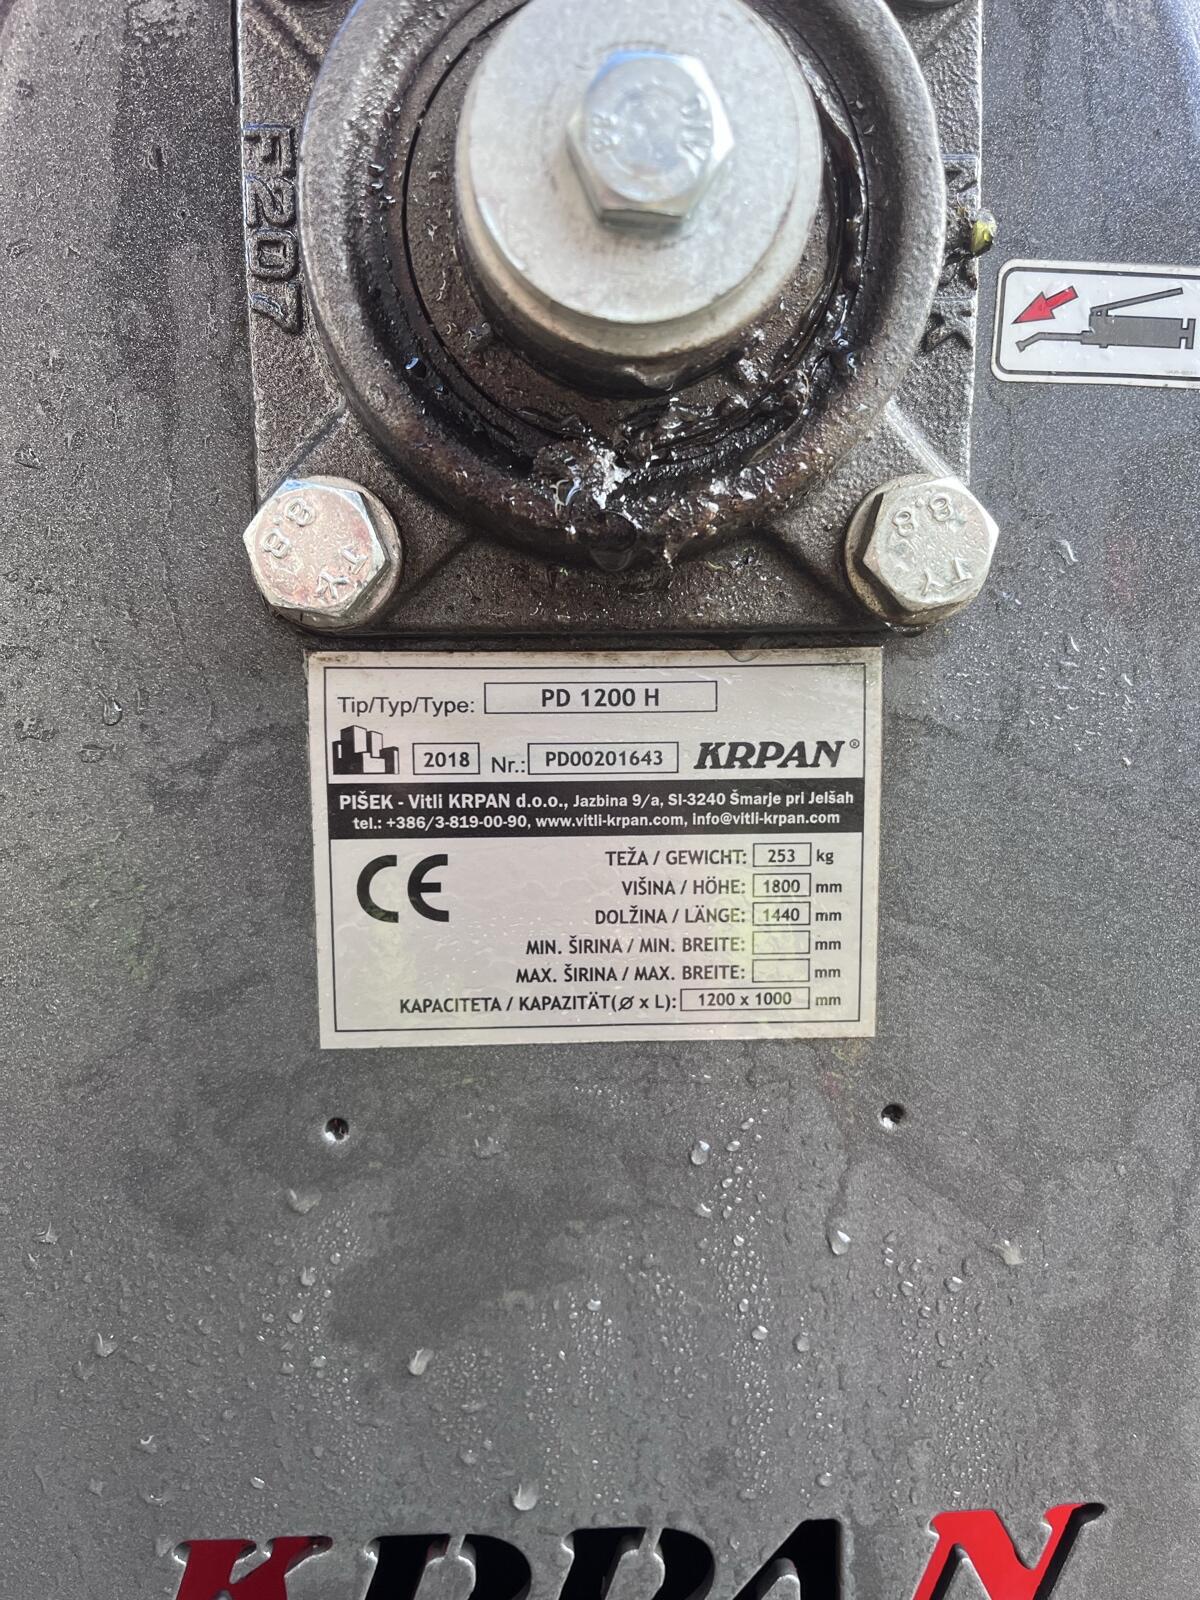 F207
FKK
8.8
TY
8.8
TY
Tip/Typ/Type: PD 1200 H
2018 Nr.: PD00201643 KRPAN®
PIŠEK - Vitli KRPAN d.o.o., Jazbina 9/a, SI-3240 Šmarje pri Jelšah
tel.: +386/3-819-00-90, www.vitli-krpan.com, info@vitli-krpan.com
CE
TEŽA / GEWICHT: 253 kg
VIŠINA / HÖHE: 1800 mm
DOLŽINA / LÄNGE: 1440 mm
MIN. ŠIRINA / MIN. BREITE: mm
MAX. ŠIRINA / MAX. BREITE: mm
KAPACITETA / KAPAZITÄT(Ø x L): 1200 x 1000 mm
KRPAN